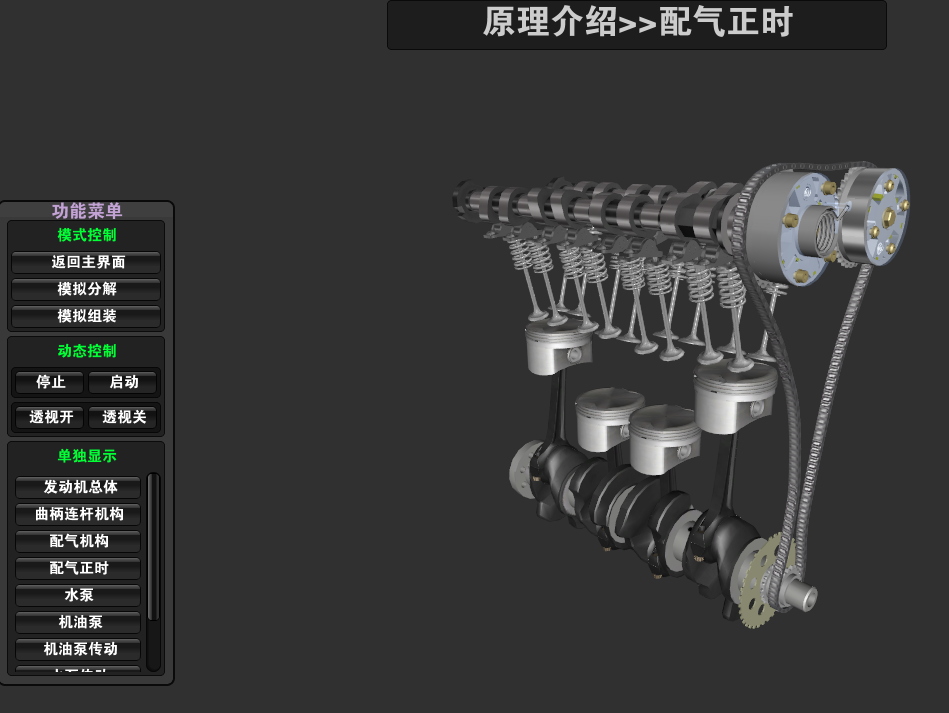 原理介绍>>配气正时
功能菜单
模式控制
返回主界面
模拟分解
模拟组装
动态控制
停止 启动
透视开 透视关
单独显示
发动机总体
曲柄连杆机构
配气机构
配气正时
水泵
机油泵
机油泵传动